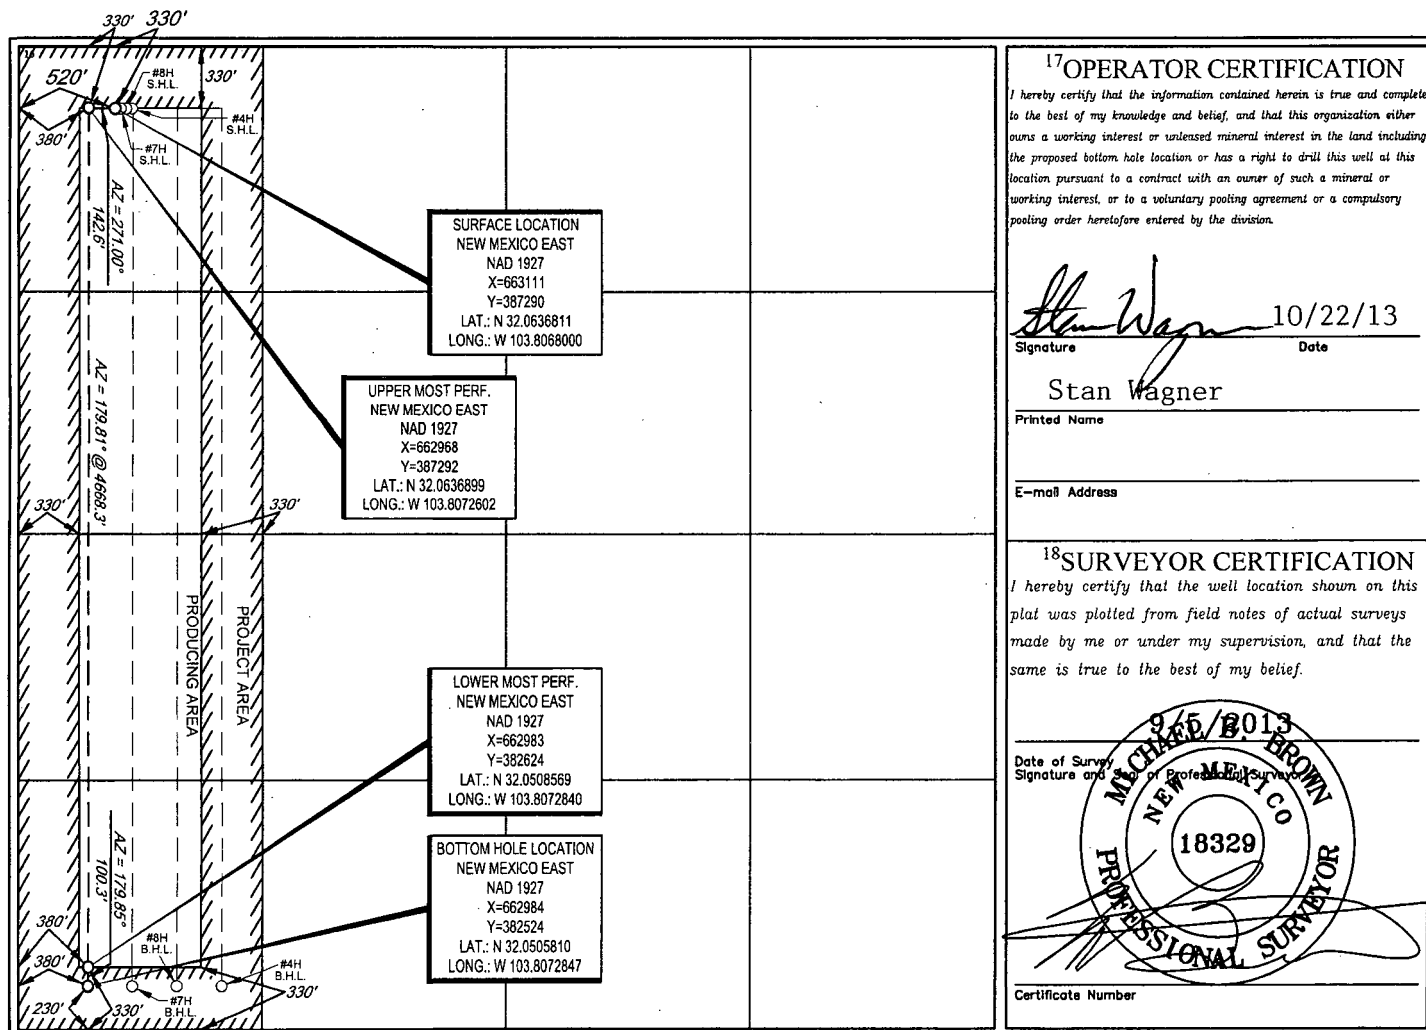 330' 330'
16
520'
#8H
S.H.L.
330'
#4H
S.H.L.
380'
#7H
S.H.L.
AZ = 271.00°
142.6'
SURFACE LOCATION
NEW MEXICO EAST
NAD 1927
X=663111
Y=387290
LAT.: N 32.0636811
LONG.: W 103.8068000
UPPER MOST PERF.
NEW MEXICO EAST
NAD 1927
X=662968
Y=387292
LAT.: N 32.0636899
LONG.: W 103.8072602
AZ = 179.81° @ 4668.3'
330'
330'
PRODUCING AREA
PROJECT AREA
LOWER MOST PERF.
NEW MEXICO EAST
NAD 1927
X=662983
Y=382624
LAT.: N 32.0508569
LONG.: W 103.8072840
BOTTOM HOLE LOCATION
NEW MEXICO EAST
NAD 1927
X=662984
Y=382524
LAT.: N 32.0505810
LONG.: W 103.8072847
AZ = 179.85°
100.3'
380'
#8H
B.H.L.
380'
#4H
B.H.L.
330'
230'
330'
#7H
B.H.L.
17 OPERATOR CERTIFICATION
I hereby certify that the information contained herein is true and complete
to the best of my knowledge and belief, and that this organization either
owns a working interest or unleased mineral interest in the land including
the proposed bottom hole location or has a right to drill this well at this
location pursuant to a contract with an owner of such a mineral or
working interest, or to a voluntary pooling agreement or a compulsory
pooling order heretofore entered by the division.
Stan Wagner 10/22/13
Signature Date
Stan Wagner
Printed Name
E-mail Address
18 SURVEYOR CERTIFICATION
I hereby certify that the well location shown on this
plat was plotted from field notes of actual surveys
made by me or under my supervision, and that the
same is true to the best of my belief.
9/5/2013
Date of Survey
Signature and Seal of Professional Surveyor
MICHAEL B. BROWN
NEW MEXICO
18329
PROFESSIONAL SURVEYOR
Certificate Number